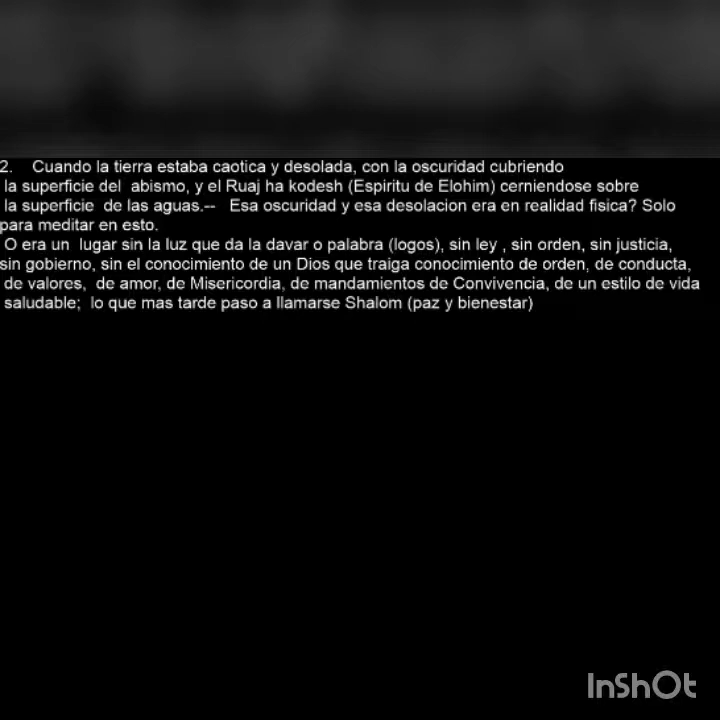 2. Cuando la tierra estaba caotica y desolada, con la oscuridad cubriendo
la superficie del abismo, y el Ruaj ha kodesh (Espiritu de Elohim) cerniendose sobre
la superficie de las aguas.-- Esa oscuridad y esa desolacion era en realidad fisica? Solo
para meditar en esto.
O era un lugar sin la luz que da la davar o palabra (logos), sin ley , sin orden, sin justicia,
sin gobierno, sin el conocimiento de un Dios que traiga conocimiento de orden, de conducta,
de valores, de amor, de Misericordia, de mandamientos de Convivencia, de un estilo de vida
saludable; lo que mas tarde paso a llamarse Shalom (paz y bienestar)
InShOt